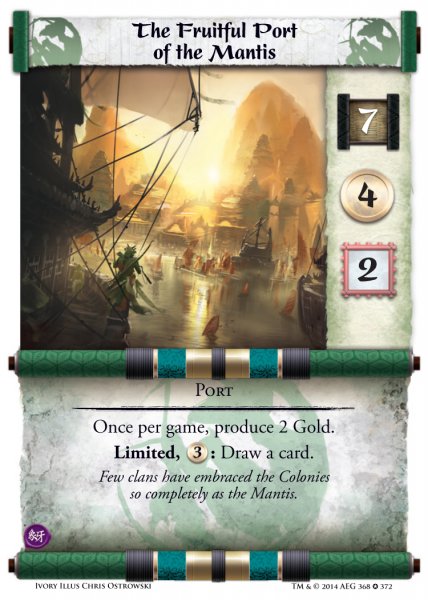 The Fruitful Port
of the Mantis
7
4
2
Port
Once per game, produce 2 Gold.
Limited, 3 : Draw a card.
Few clans have embraced the Colonies
so completely as the Mantis.
象牙
Ivory Illus Chris Ostrowski
TM & © 2014 AEG 368 ✪ 372